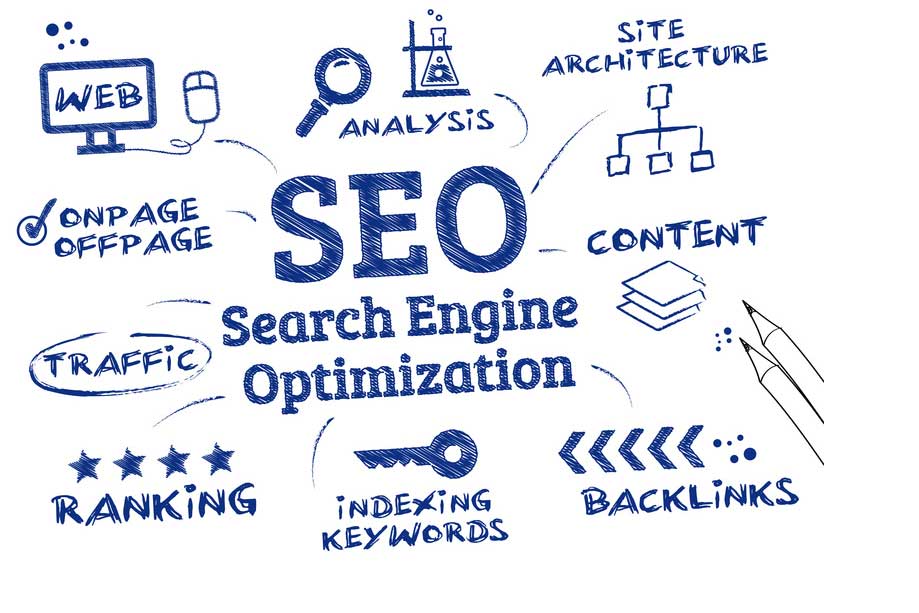 WEB
ANALYSiS
SiTE
ARCHiTECTURE
SEO
Search Engine
Optimization
ONPAGE
OFFPAGE
CONTENT
TRAFFiC
RANKiNG
iNDEXiNG
KEYWORDS
BACKLiNKS